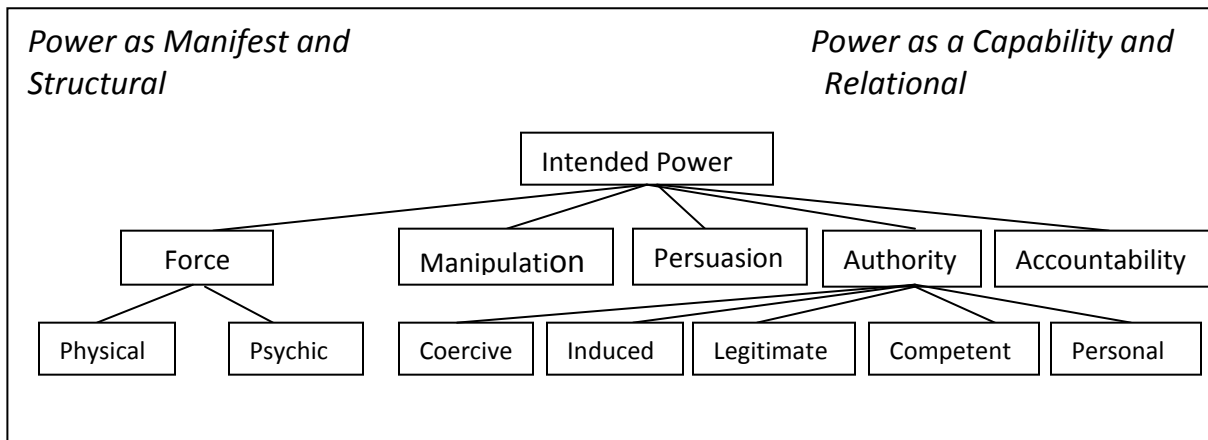 Power as Manifest and
Structural
Power as a Capability and
Relational
Intended Power
Force
Manipulation
Persuasion
Authority
Accountability
Physical
Psychic
Coercive
Induced
Legitimate
Competent
Personal